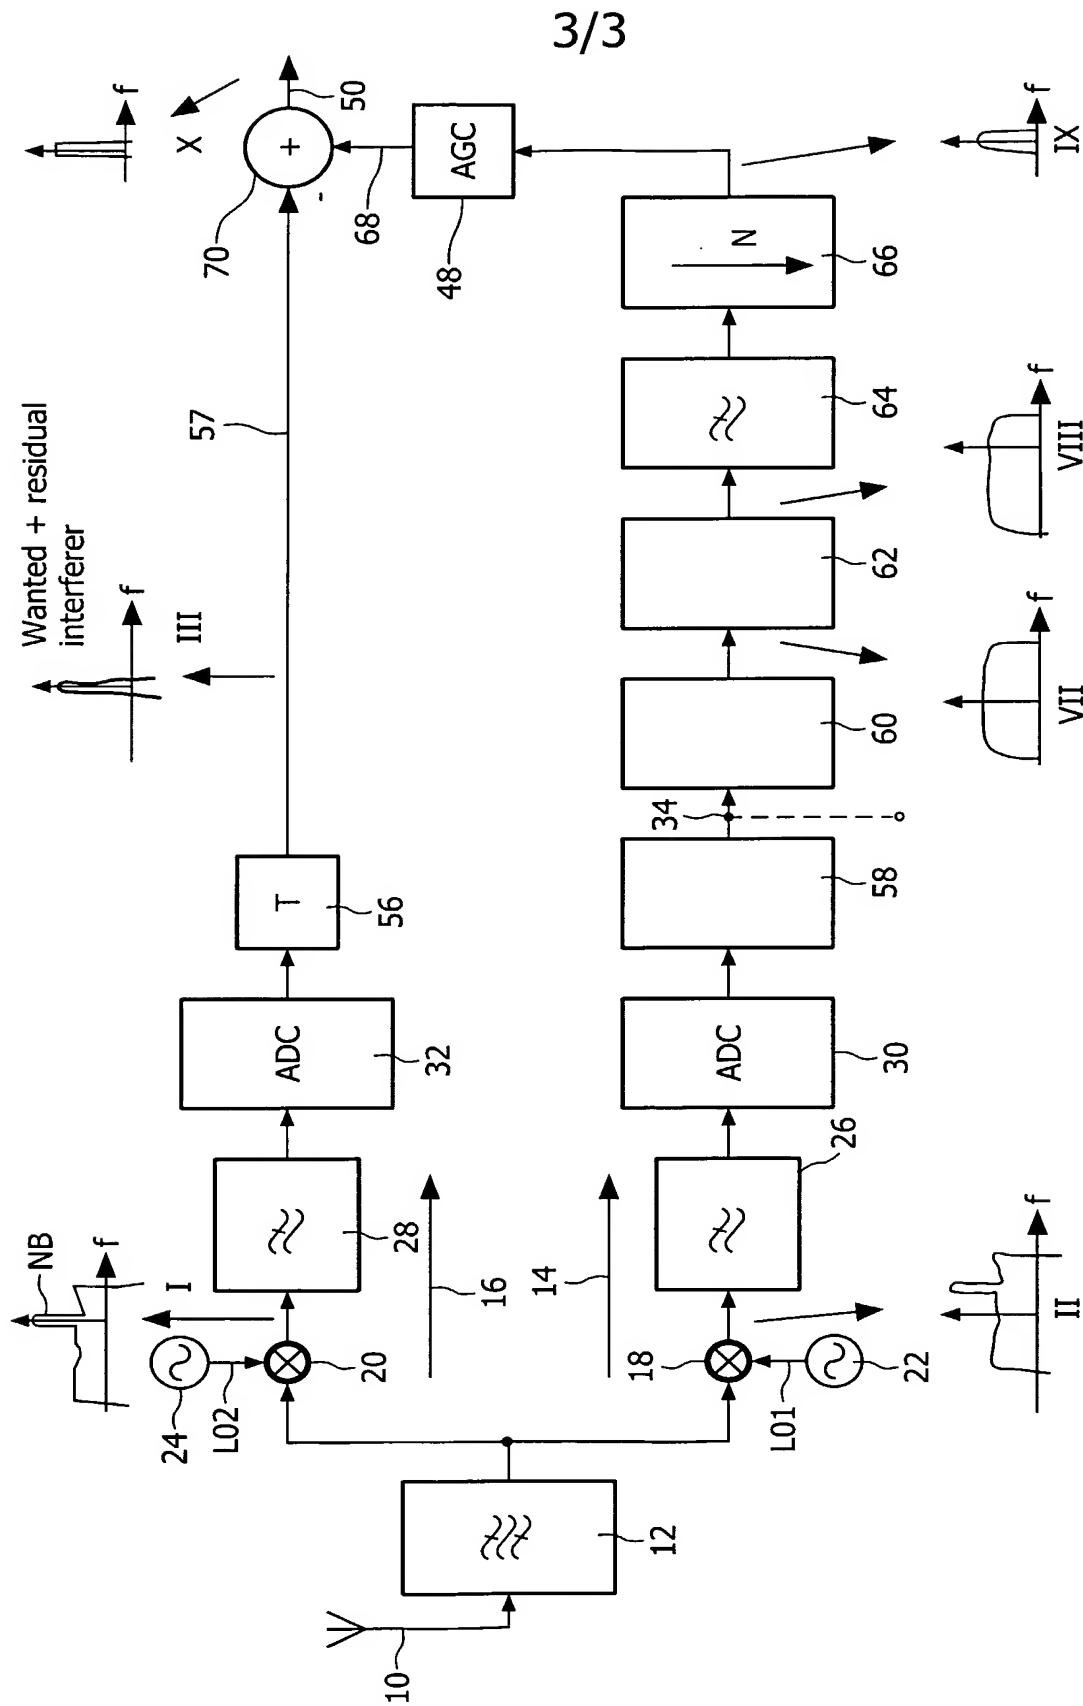 3/3
Wanted + residual
interferer
f
f
f
NB
I
III
X
24
L02
20
28
ADC
32
T
56
57
70
+
-
50
68
AGC
48
16
14
10
12
18
L01
22
26
ADC
30
58
34
60
62
64
N
66
f
II
f
VII
f
VIII
f
IX